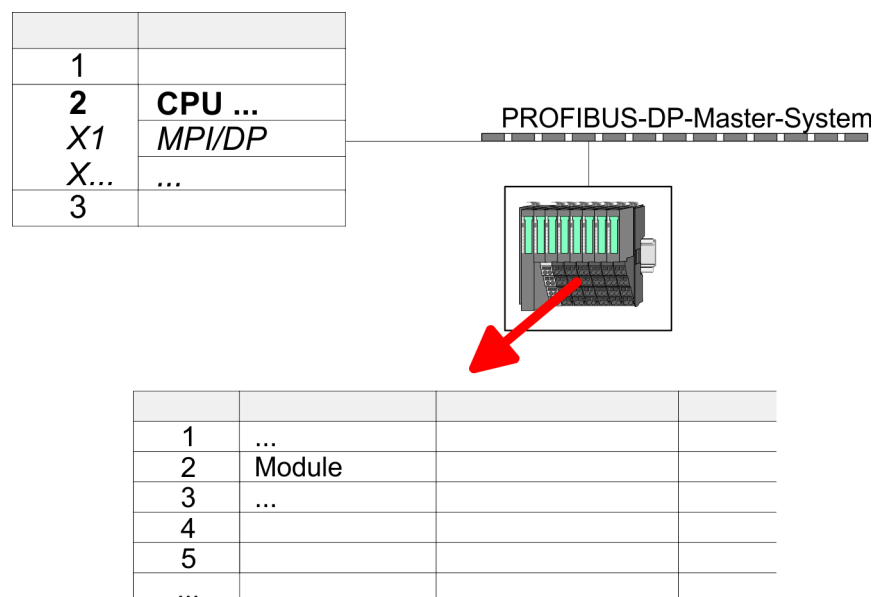 1
2 CPU ...
X1 MPI/DP
X... ...
3
PROFIBUS-DP-Master-System
1 ...
2 Module
3 ...
4
5
...